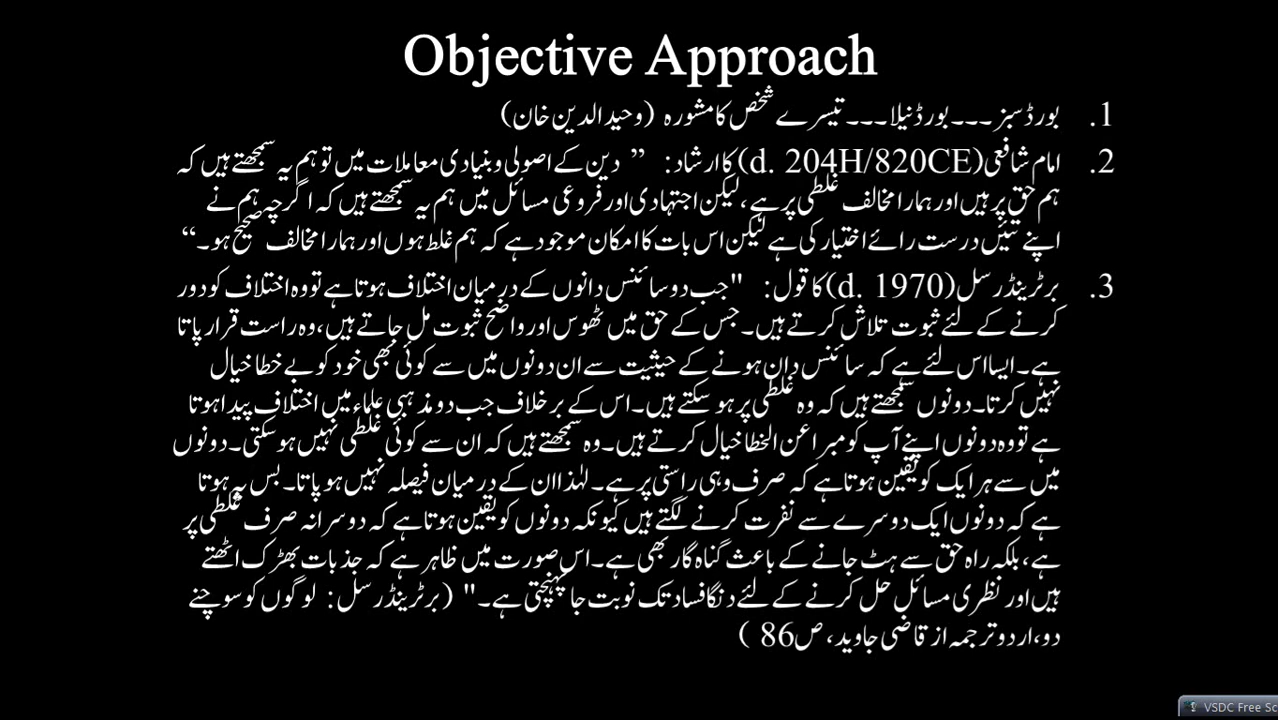 Objective Approach
1. بورڈ سبز ۔۔۔ بورڈ نیلا ۔۔۔ تیسرے شخص کا مشورہ (وحید الدین خان)
2. امام شافعی (d. 204H/820CE) کا ارشاد: ” دین کے اصولی و بنیادی معاملات میں تو ہم یہ سمجھتے ہیں کہ
ہم حق پر ہیں اور ہمارا مخالف غلطی پر ہے، لیکن اجتہادی اور فروعی مسائل میں ہم یہ سمجھتے ہیں کہ اگرچہ ہم نے
اپنے تئیں درست رائے اختیار کی ہے لیکن اس بات کا امکان موجود ہے کہ ہم غلط ہوں اور ہمارا مخالف صحیح ہو۔“
3. برٹرینڈرسل (d. 1970) کا قول: "جب دو سائنس دانوں کے درمیان اختلاف ہوتا ہے تو وہ اختلاف کو دور
کرنے کے لئے ثبوت تلاش کرتے ہیں۔ جس کے حق میں ٹھوس اور واضح ثبوت مل جاتے ہیں، وہ راست قرار پاتا
ہے۔ ایسا اس لئے ہے کہ سائنس دان ہونے کے حیثیت سے ان دونوں میں سے کوئی بھی خود کو بے خطا خیال
نہیں کرتا۔ دونوں سمجھتے ہیں کہ وہ غلطی پر ہو سکتے ہیں۔ اس کے برخلاف جب دو مذہبی علماء میں اختلاف پیدا ہوتا
ہے تو وہ دونوں اپنے آپ کو مبرا عن الخطا خیال کرتے ہیں۔ وہ سمجھتے ہیں کہ ان سے کوئی غلطی نہیں ہو سکتی۔ دونوں
میں سے ہر ایک کو یقین ہوتا ہے کہ صرف وہی راستی پر ہے۔ لہٰذا ان کے درمیان فیصلہ نہیں ہو پاتا۔ بس یہ ہوتا
ہے کہ دونوں ایک دوسرے سے نفرت کرنے لگتے ہیں کیونکہ دونوں کو یقین ہوتا ہے کہ دوسرا نہ صرف غلطی پر
ہے، بلکہ راہ حق سے ہٹ جانے کے باعث گناہ گار بھی ہے۔ اس صورت میں ظاہر ہے کہ جذبات بھڑک اٹھتے
ہیں اور نظری مسائل حل کرنے کے لئے دنگا فساد تک نوبت جا پہنچتی ہے۔" (برٹرینڈرسل: لوگوں کو سوچنے
دو، اردو ترجمہ از قاضی جاوید، ص 86 )
VSDC Free Sc